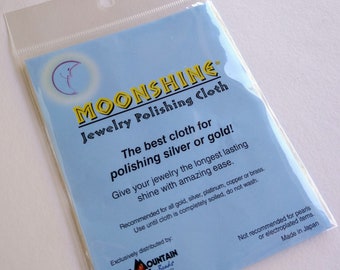 MOONSHINE™
Jewelry Polishing Cloth
The best cloth for
polishing silver or gold!
Give your jewelry the longest lasting
shine with amazing ease.
Recommended for all gold, silver, platinum, copper or brass.
Use until cloth is completely soiled, do not wash.
Not recommended for pearls
or electroplated items.
Made in Japan
Exclusively distributed by:
MOUNTAIN